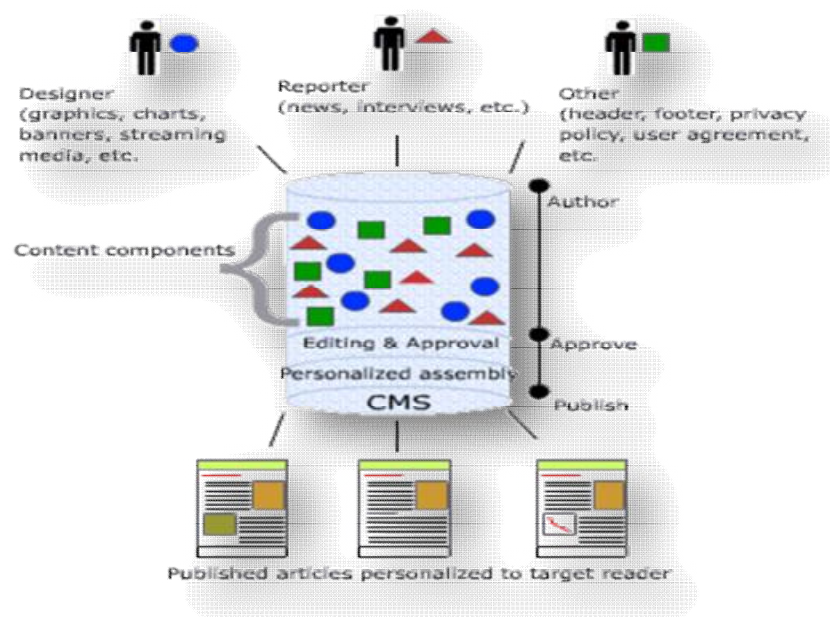 Designer
(graphics, charts,
banners, streaming
media, etc.
Reporter
(news, interviews, etc.)
Other
(header, footer, privacy
policy, user agreement,
etc.
Author
Content components
Editing & Approval
Approve
Personalized assembly
CMS
Publish
Published articles personalized to target reader